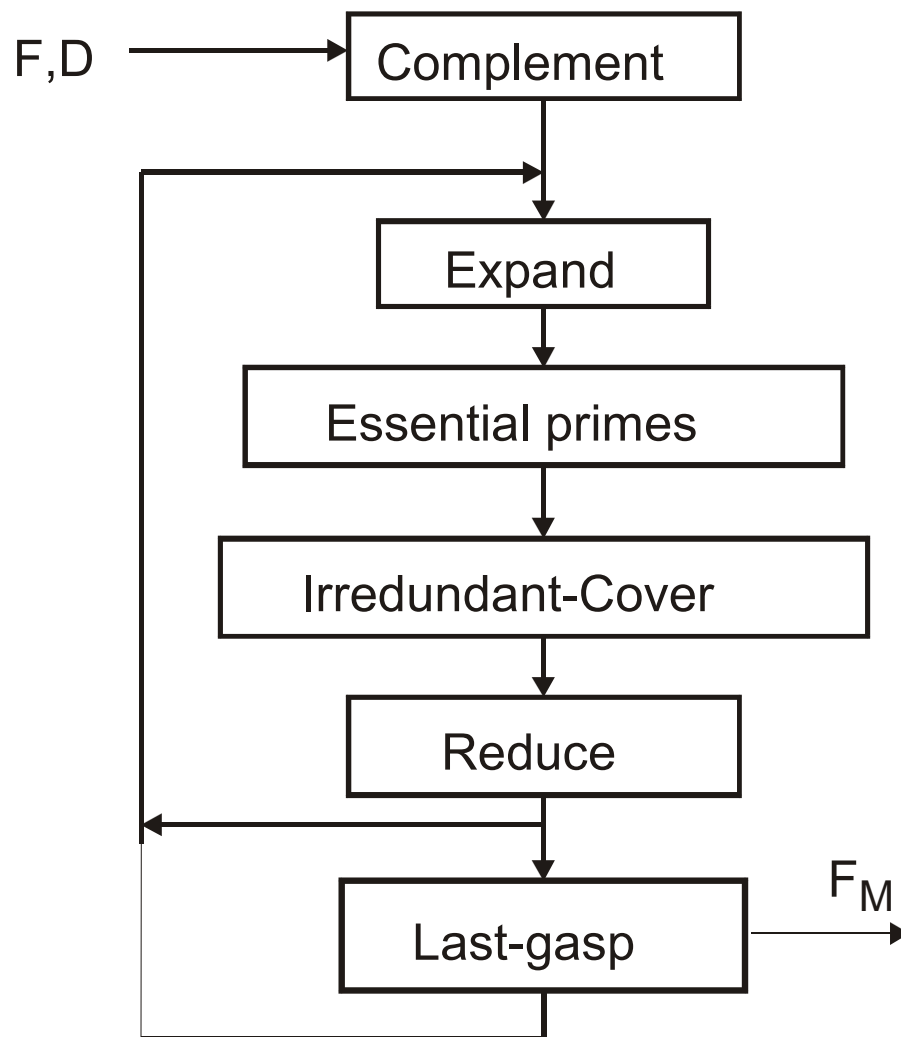 F,D
Complement
Expand
Essential primes
Irredundant-Cover
Reduce
F_M
Last-gasp